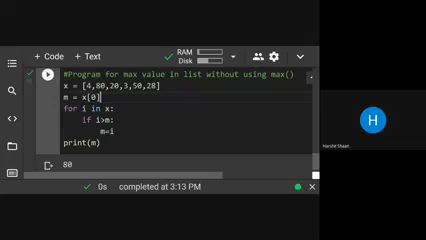 + Code + Text
RAM
Disk
#Program for max value in list without using max()
x = [4,80,20,3,50,28]
m = x[0]
for i in x:
if i>m:
m=i
print(m)
80
0s completed at 3:13 PM
H
Harshit Shaan